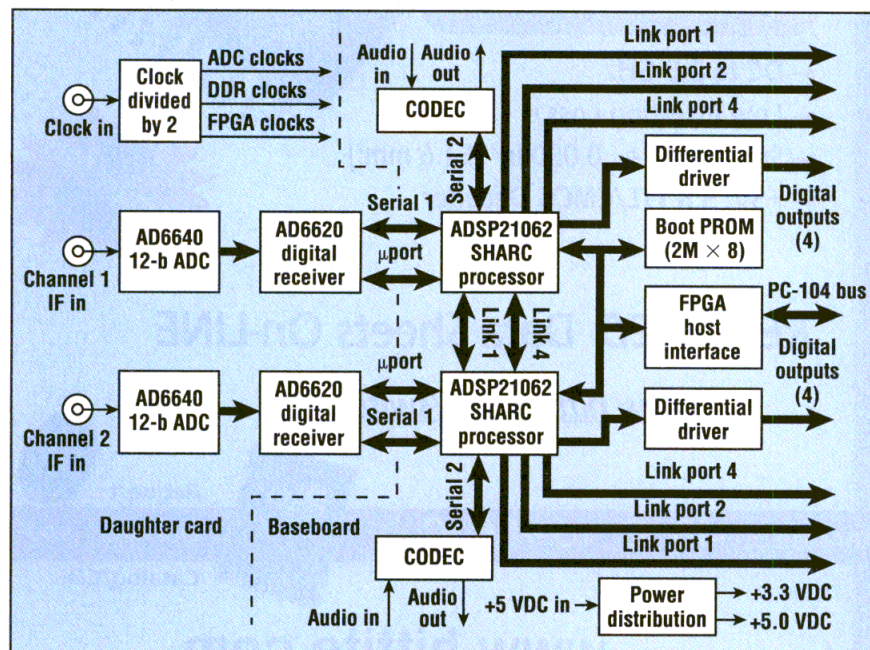 Clock in
Clock
divided
by 2
ADC clocks
DDR clocks
FPGA clocks
Audio
in
Audio
out
CODEC
Serial 2
Link port 1
Link port 2
Link port 4
Differential
driver
Digital
outputs
(4)
Channel 1
IF in
AD6640
12-b ADC
AD6620
digital
receiver
Serial 1
μport
ADSP21062
SHARC
processor
Boot PROM
(2M × 8)
Link 1
Link 4
FPGA
host
interface
PC-104 bus
Digital
outputs
(4)
Channel 2
IF in
AD6640
12-b ADC
AD6620
digital
receiver
μport
Serial 1
ADSP21062
SHARC
processor
Differential
driver
Serial 2
Link port 4
Link port 2
Link port 1
Daughter card
Baseboard
CODEC
Audio in
Audio
out
+5 VDC in
Power
distribution
+3.3 VDC
+5.0 VDC